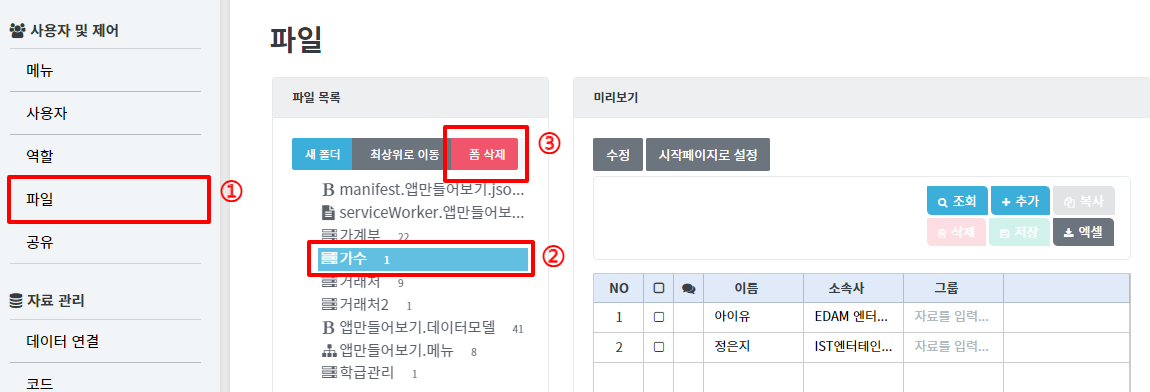 사용자 및 제어
메뉴
사용자
역할
파일
①
공유
자료 관리
데이터 연결
코드
파일
파일 목록
새 폴더 최상위로 이동 폼 삭제
③
manifest.앱만들어보기.jso...
serviceWorker.앱만들어보...
가계부 22
가수 1
②
거래처 9
거래처2 1
앱만들어보기.데이터모델 41
앱만들어보기.메뉴 8
학급관리 1
미리보기
수정 시작페이지로 설정
조회 추가 복사
삭제 저장 엑셀
NO 이름 소속사 그룹
1 아이유 EDAM 엔터... 자료를 입력...
2 정은지 IST엔터테인... 자료를 입력...